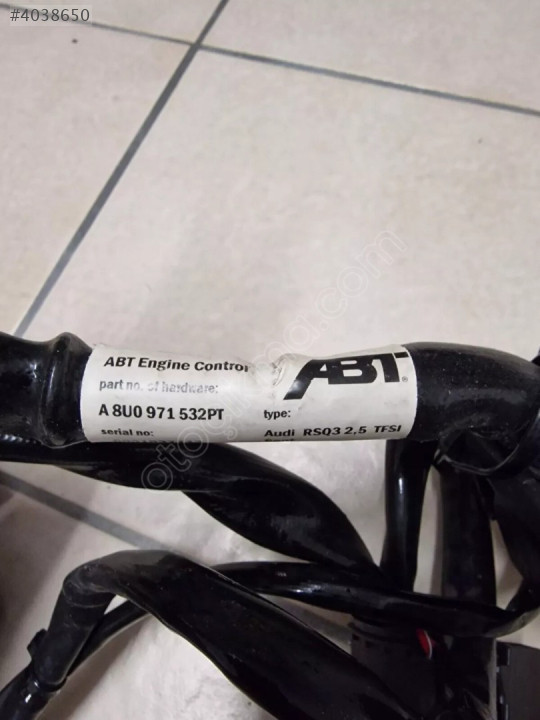 #4038650
ABT Engine Control
ABT
part no. of hardware:
A 8U0 971 532PT
type:
serial no:
Audi RSQ3 2,5 TFSI